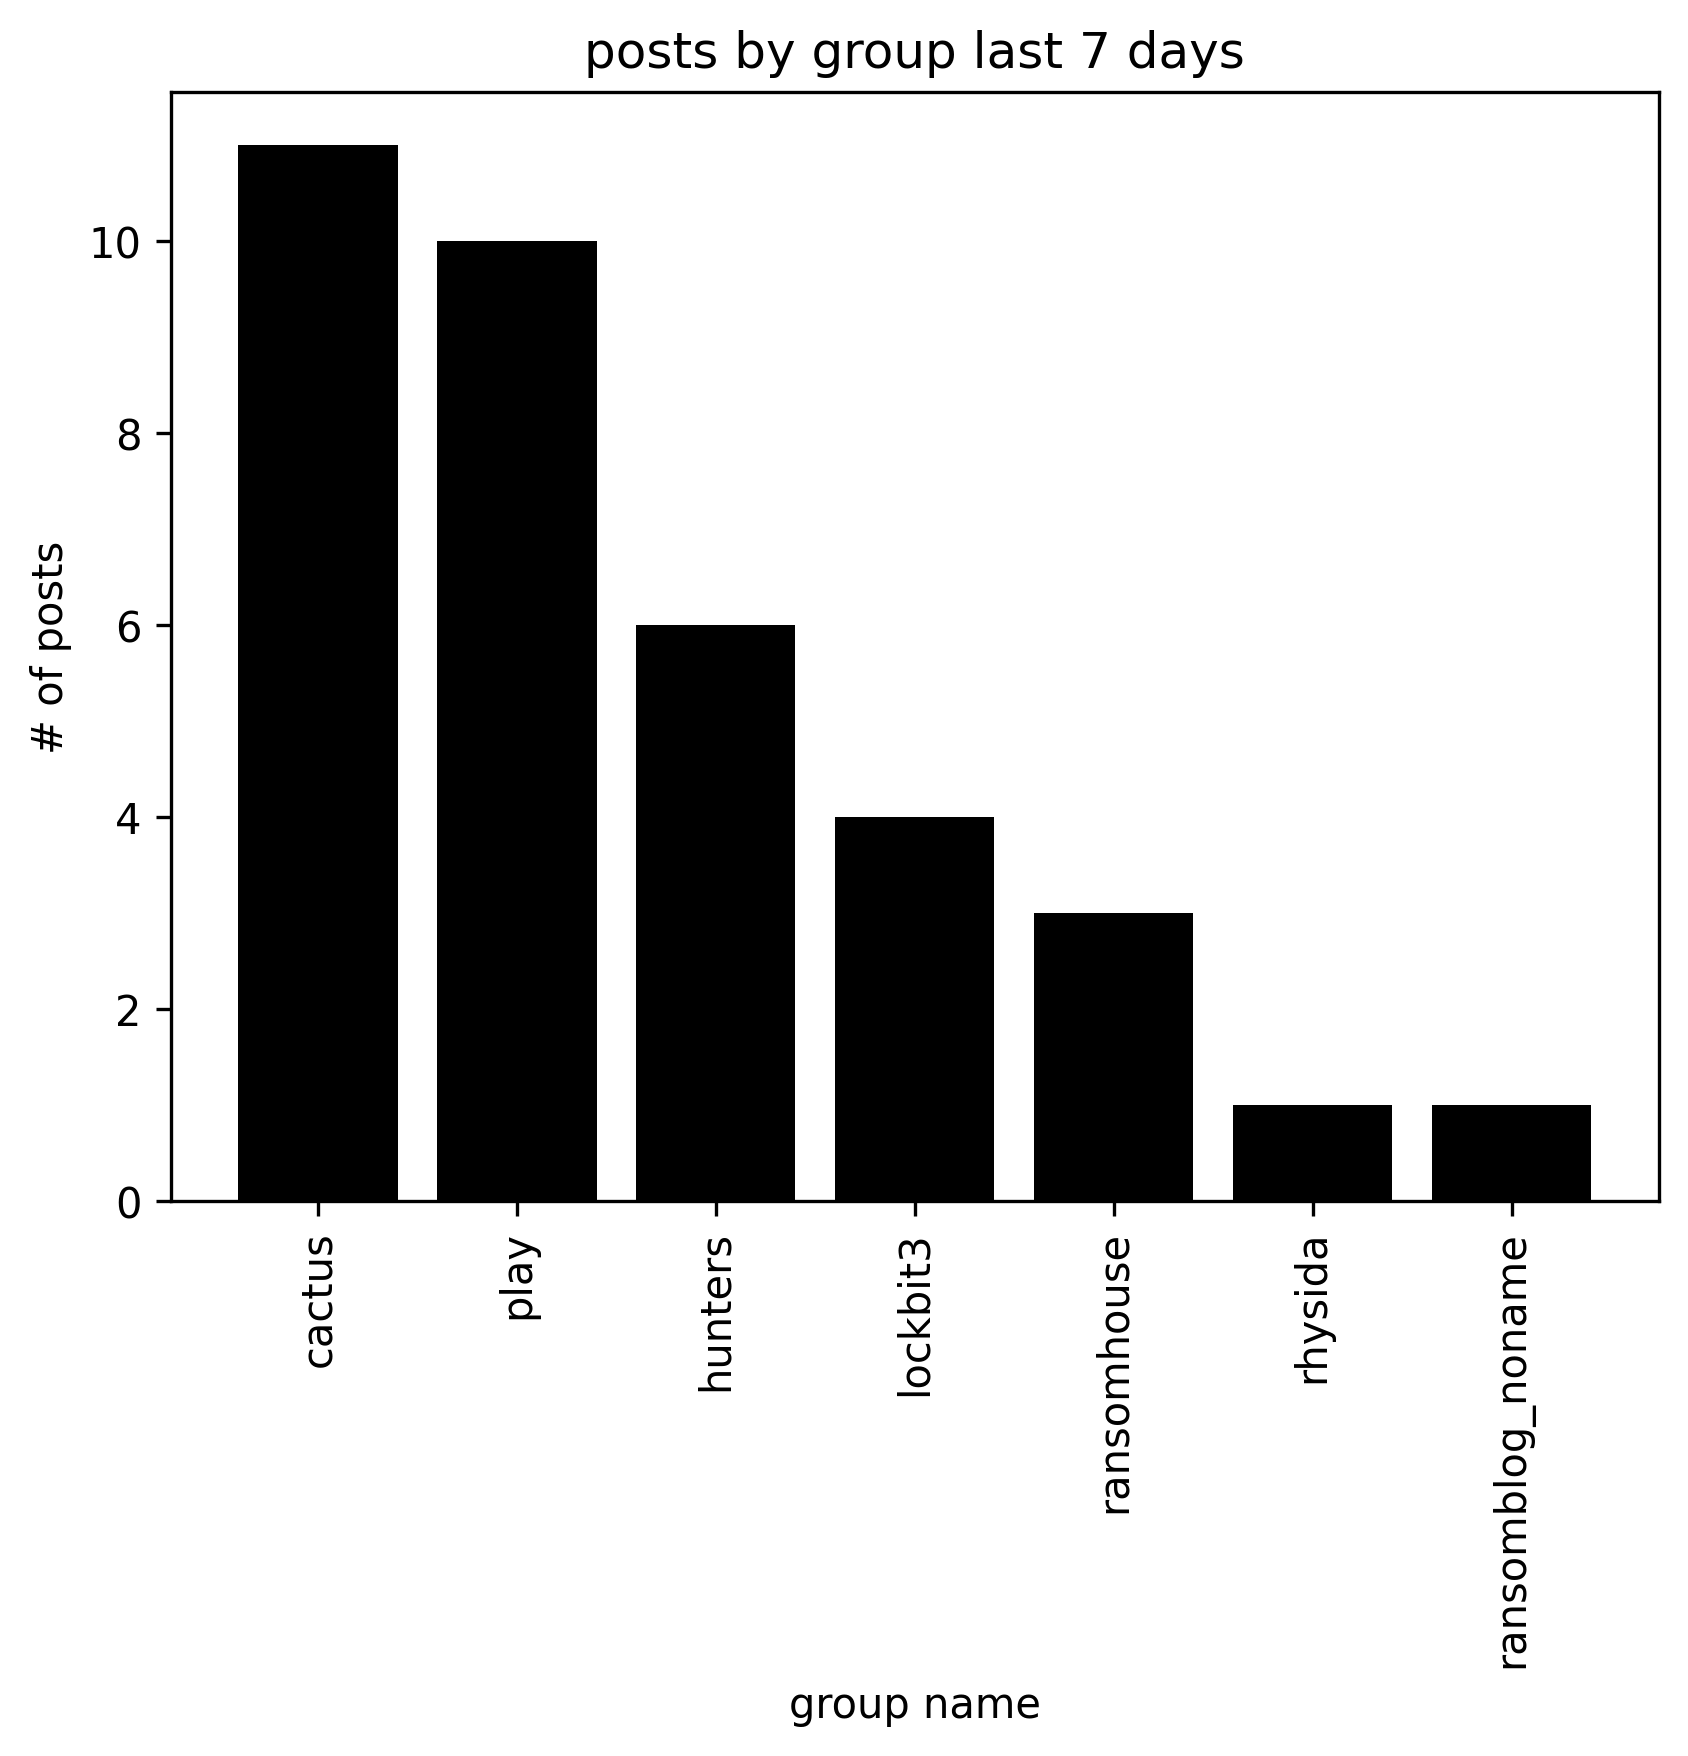 posts by group last 7 days
# of posts
10
8
6
4
2
0
cactus
play
hunters
lockbit3
ransomhouse
rhysida
ransomblog_noname
group name